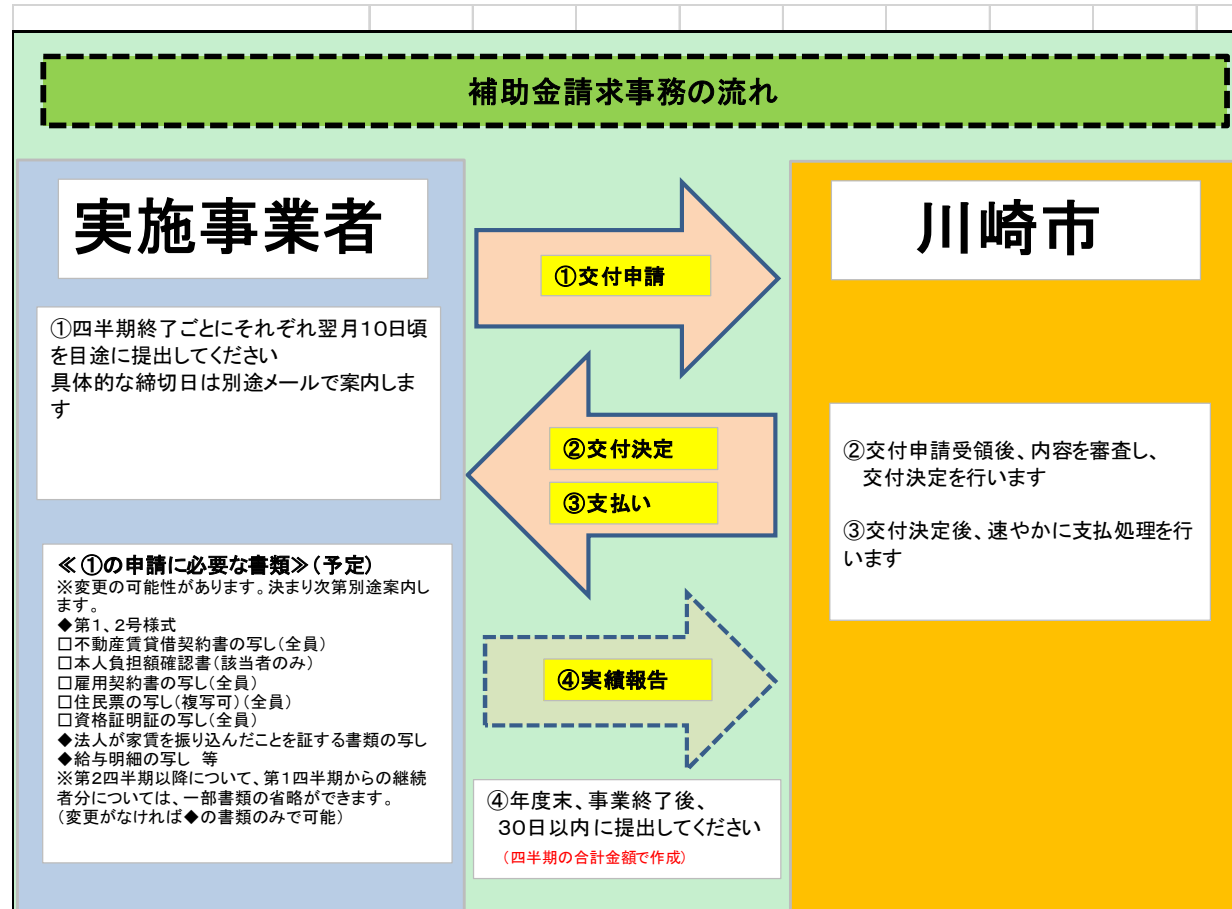 補助金請求事務の流れ
実施事業者
①四半期終了ごとにそれぞれ翌月10日頃
を目途に提出してください
具体的な締切日は別途メールで案内しま
す
≪①の申請に必要な書類≫(予定)
※変更の可能性があります。決まり次第別途案内し
ます。
◆第1、2号様式
□不動産賃貸借契約書の写し(全員)
□本人負担額確認書(該当者のみ)
□雇用契約書の写し(全員)
□住民票の写し(複写可)(全員)
□資格証明証の写し(全員)
◆法人が家賃を振り込んだことを証する書類の写し
◆給与明細の写し 等
※第2四半期以降について、第1四半期からの継続
者分については、一部書類の省略ができます。
(変更がなければ◆の書類のみで可能)
①交付申請
②交付決定
③支払い
④実績報告
④年度末、事業終了後、
30日以内に提出してください
(四半期の合計金額で作成)
川崎市
②交付申請受領後、内容を審査し、
交付決定を行います
③交付決定後、速やかに支払処理を行
います